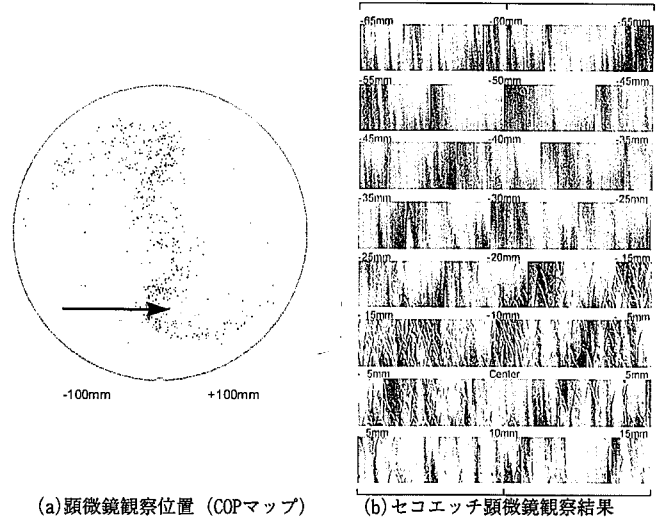 -65mm -60mm -55mm
-55mm -50mm -45mm
-45mm -40mm -35mm
-35mm -30mm -25mm
-25mm -20mm -15mm
-15mm -10mm -5mm
5mm Center 5mm
5mm 10mm 15mm
-100mm +100mm
(a)顕微鏡観察位置 (COPマップ)
(b)セコエッチ顕微鏡観察結果